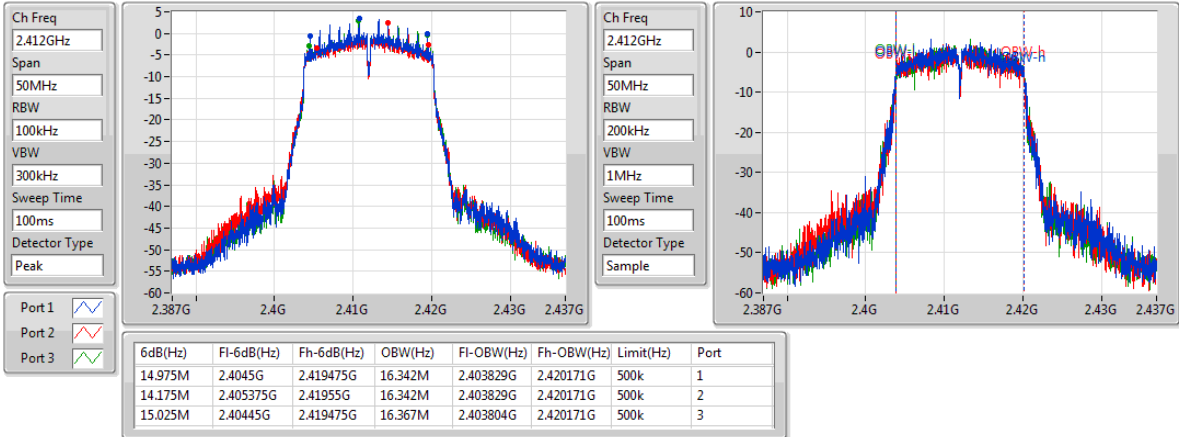 Ch Freq
2.412GHz
Span
50MHz
RBW
100kHz
VBW
300kHz
Sweep Time
100ms
Detector Type
Peak
5
0
-5
-10
-15
-20
-25
-30
-35
-40
-45
-50
-55
-60
2.387G
2.4G
2.41G
2.42G
2.43G
2.437G
Ch Freq
2.412GHz
Span
50MHz
RBW
200kHz
VBW
1MHz
Sweep Time
100ms
Detector Type
Sample
10
0
-10
-20
-30
-40
-50
-60
OBW-h
2.387G
2.4G
2.41G
2.42G
2.43G
2.437G
Port 1
Port 2
Port 3
6dB(Hz) Fl-6dB(Hz) Fh-6dB(Hz) OBW(Hz) Fl-OBW(Hz) Fh-OBW(Hz) Limit(Hz) Port
14.975M 2.4045G 2.419475G 16.342M 2.403829G 2.420171G 500k 1
14.175M 2.405375G 2.41955G 16.342M 2.403829G 2.420171G 500k 2
15.025M 2.40445G 2.419475G 16.367M 2.403804G 2.420171G 500k 3